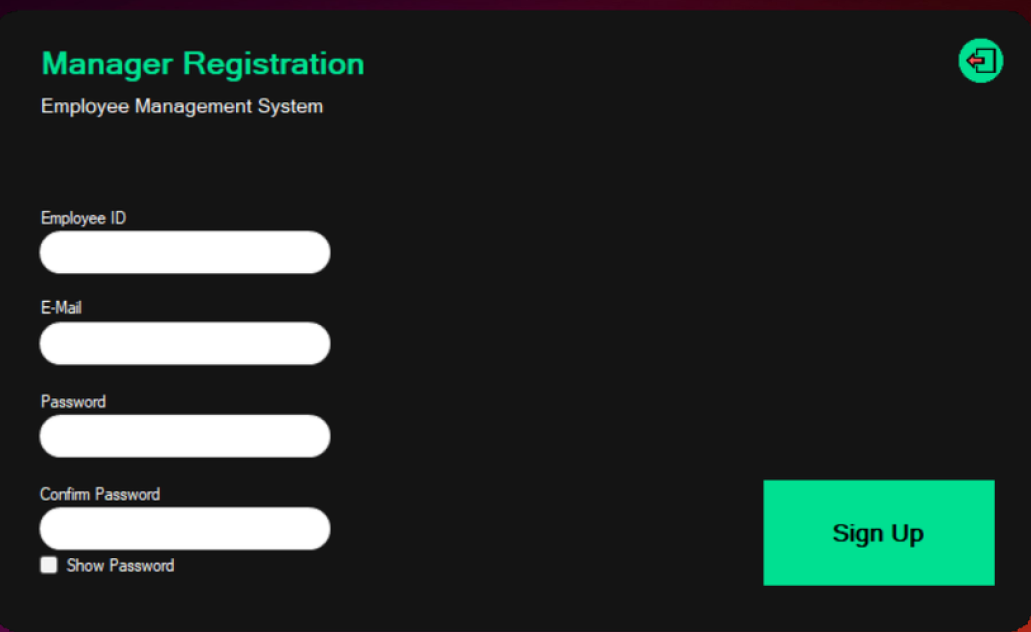 Manager Registration
Employee Management System
Employee ID
E-Mail
Password
Confirm Password
Show Password
Sign Up